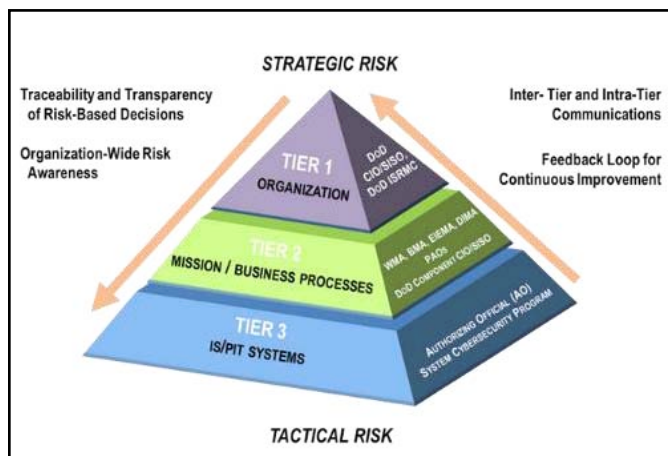 STRATEGIC RISK
Traceability and Transparency
of Risk-Based Decisions
Organization-Wide Risk
Awareness
Inter- Tier and Intra-Tier
Communications
Feedback Loop for
Continuous Improvement
TIER 1
ORGANIZATION
DoD
CIO/SISO,
DoD ISRMC
TIER 2
MISSION / BUSINESS PROCESSES
WMA, BMA, EIEMA, DIMA
PAOs
DoD COMPONENT CIO/SISO
TIER 3
IS/PIT SYSTEMS
AUTHORIZING OFFICIAL (AO)
SYSTEM CYBERSECURITY PROGRAM
TACTICAL RISK